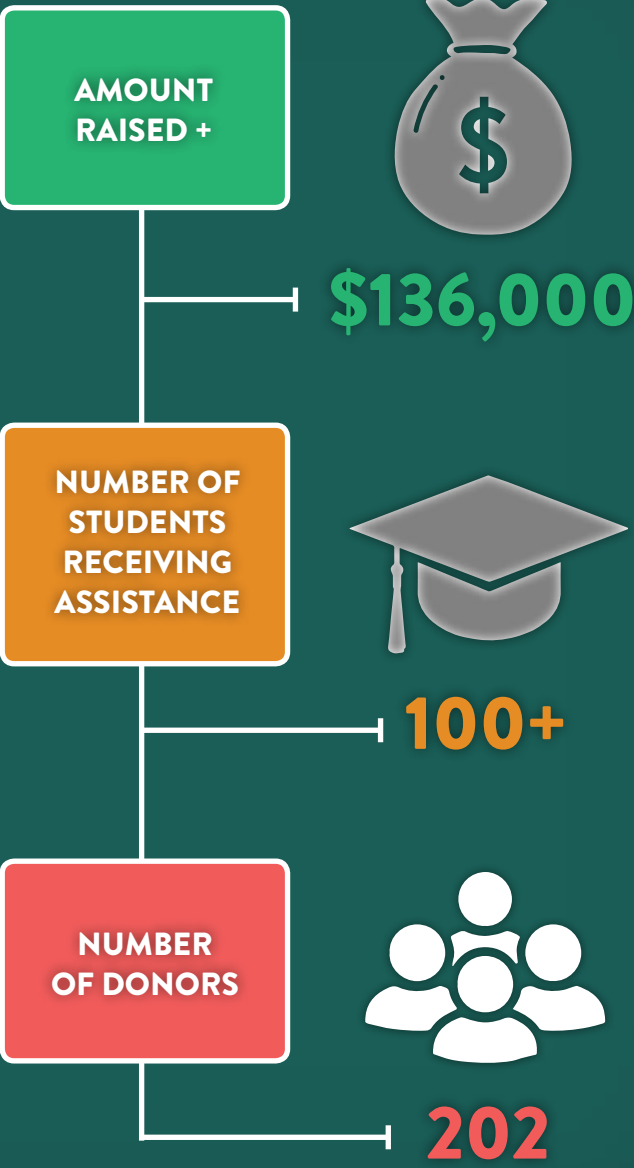 AMOUNT
RAISED +
$
$136,000
NUMBER OF
STUDENTS
RECEIVING
ASSISTANCE
100+
NUMBER
OF DONORS
202